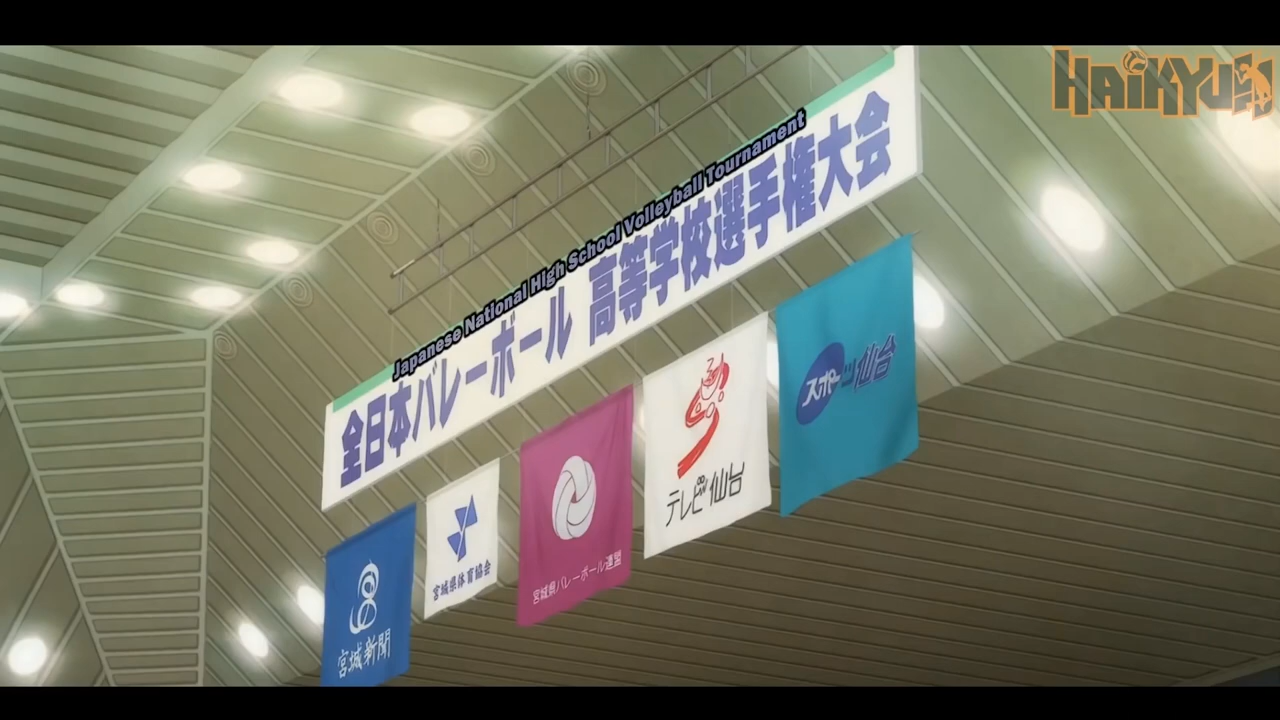 HAIKYU!!
Japanese National High School Volleyball Tournament
全日本バレーボール 高等学校選手権大会
宮城新聞
宮城県体育協会
宮城県バレーボール連盟
テレビ仙台
スポーツ仙台